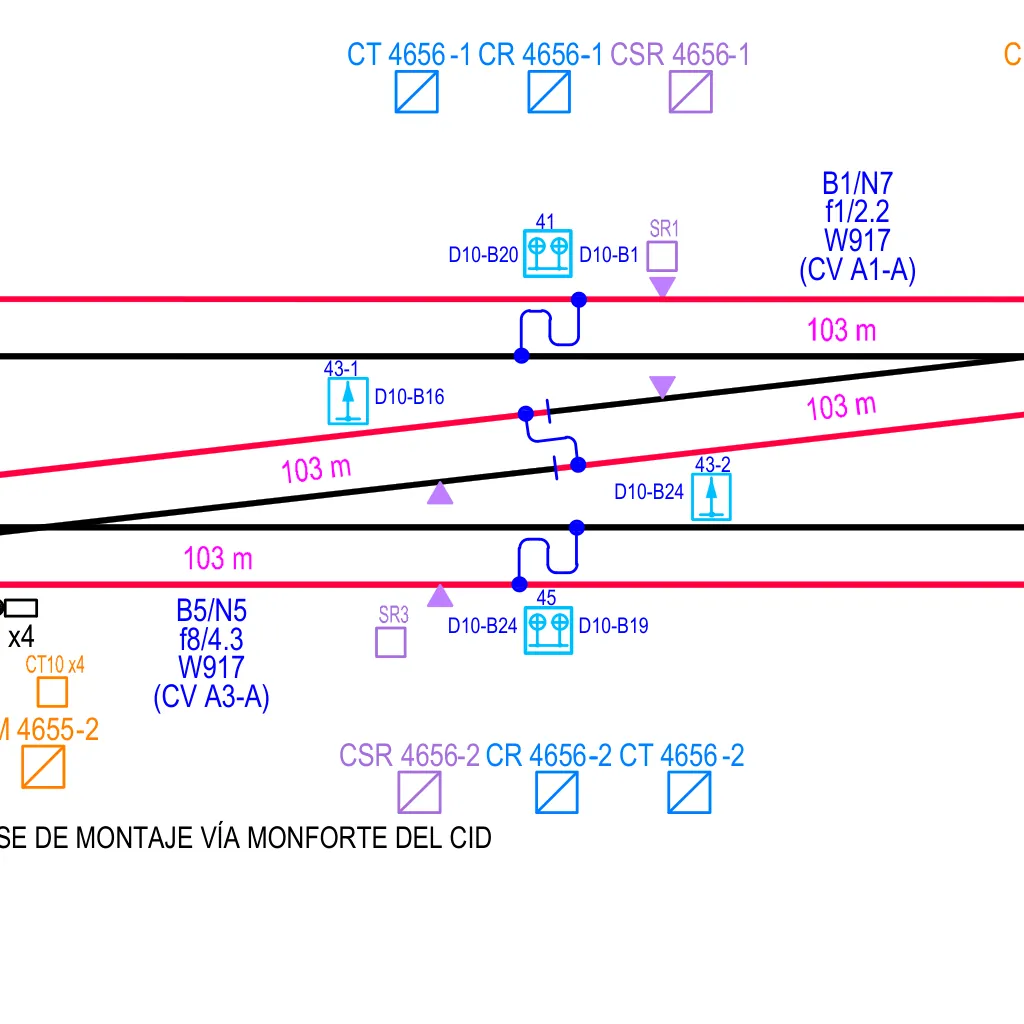 CT 4656 -1 CR 4656-1 CSR 4656-1
B1/N7
f1/2.2
W917
(CV A1-A)
41
D10-B20
D10-B1
SR1
103 m
43-1
D10-B16
103 m
103 m
43-2
D10-B24
103 m
B5/N5
f8/4.3
W917
(CV A3-A)
x4
CT10 x4
4655-2
SR3
45
D10-B24
D10-B19
CSR 4656-2 CR 4656-2 CT 4656 -2
DE MONTAJE VÍA MONFORTE DEL CID